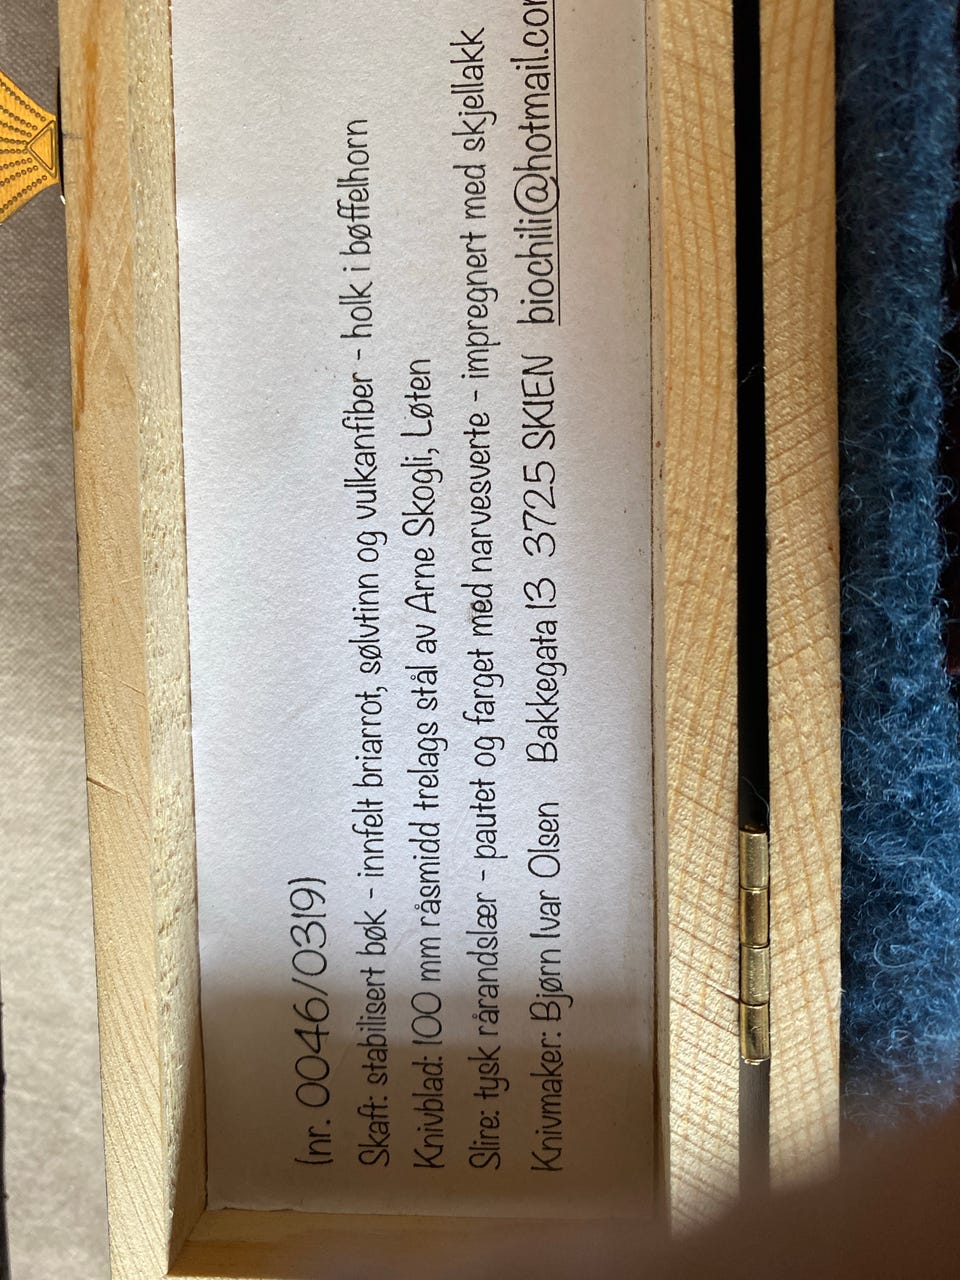 (nr. 0046/0319)
Skaft: stabilisert bøk - innfelt briarrot, sølvtinn og vulkanfiber - holk i bøffelhorn
Knivblad: 100 mm råsmidd trelags stål av Arne Skogli, Løten
Slire: tysk rårandslær - pautet og farget med narvesverte - impregnert med skjellakk
Knivmaker: Bjørn Ivar Olsen Bakkegata 13 3725 SKIEN biochili@hotmail.com